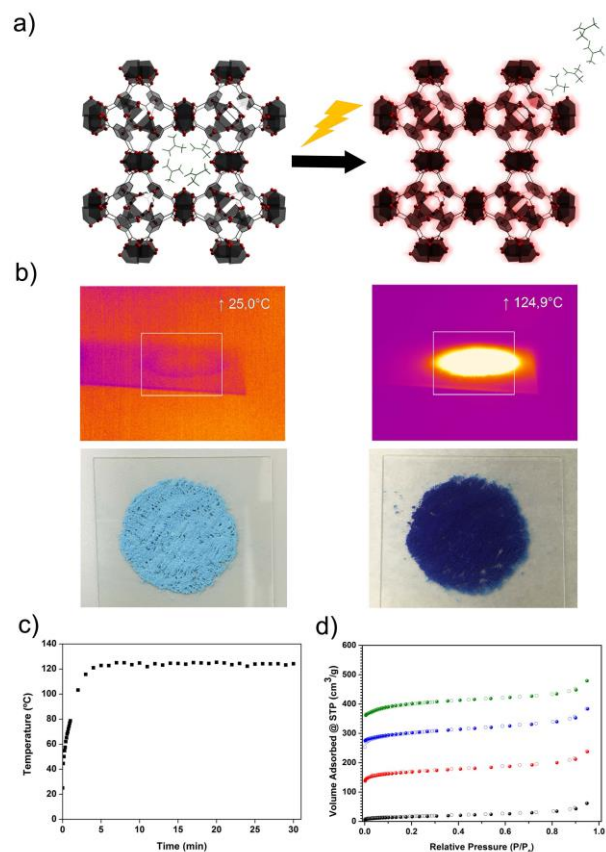 a)
b)
↑ 25,0°C
↑ 124,9°C
c)
d)
140
120
100
80
60
40
20
0
Temperature (ºC)
0 5 10 15 20 25 30
Time (min)
600
500
400
300
200
100
0
Volume Adsorbed @ STP (cm³/g)
0.0 0.2 0.4 0.6 0.8 1.0
Relative Pressure (P/P₀)